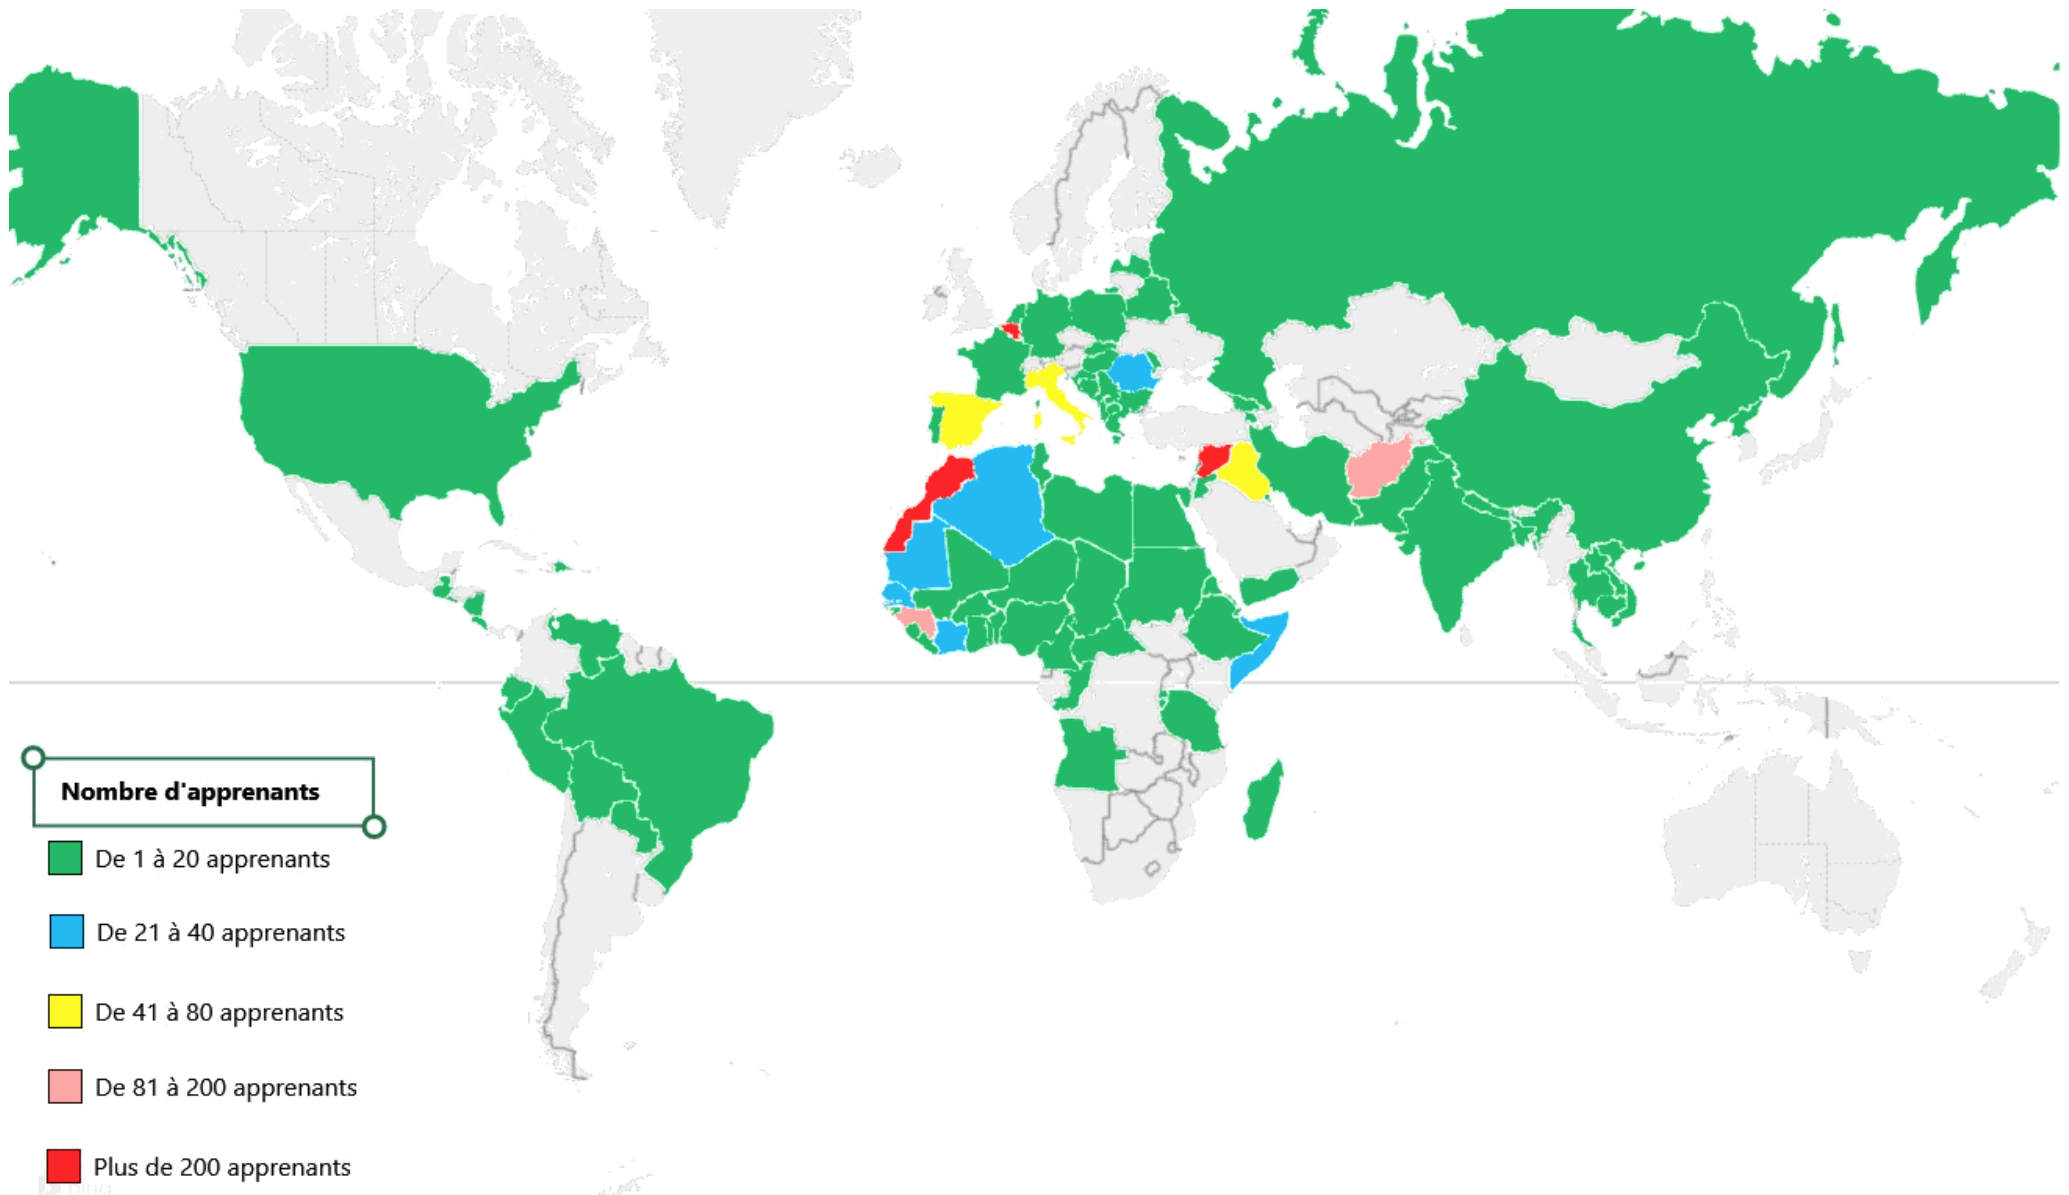 Nombre d'apprenants
De 1 à 20 apprenants
De 21 à 40 apprenants
De 41 à 80 apprenants
De 81 à 200 apprenants
Plus de 200 apprenants